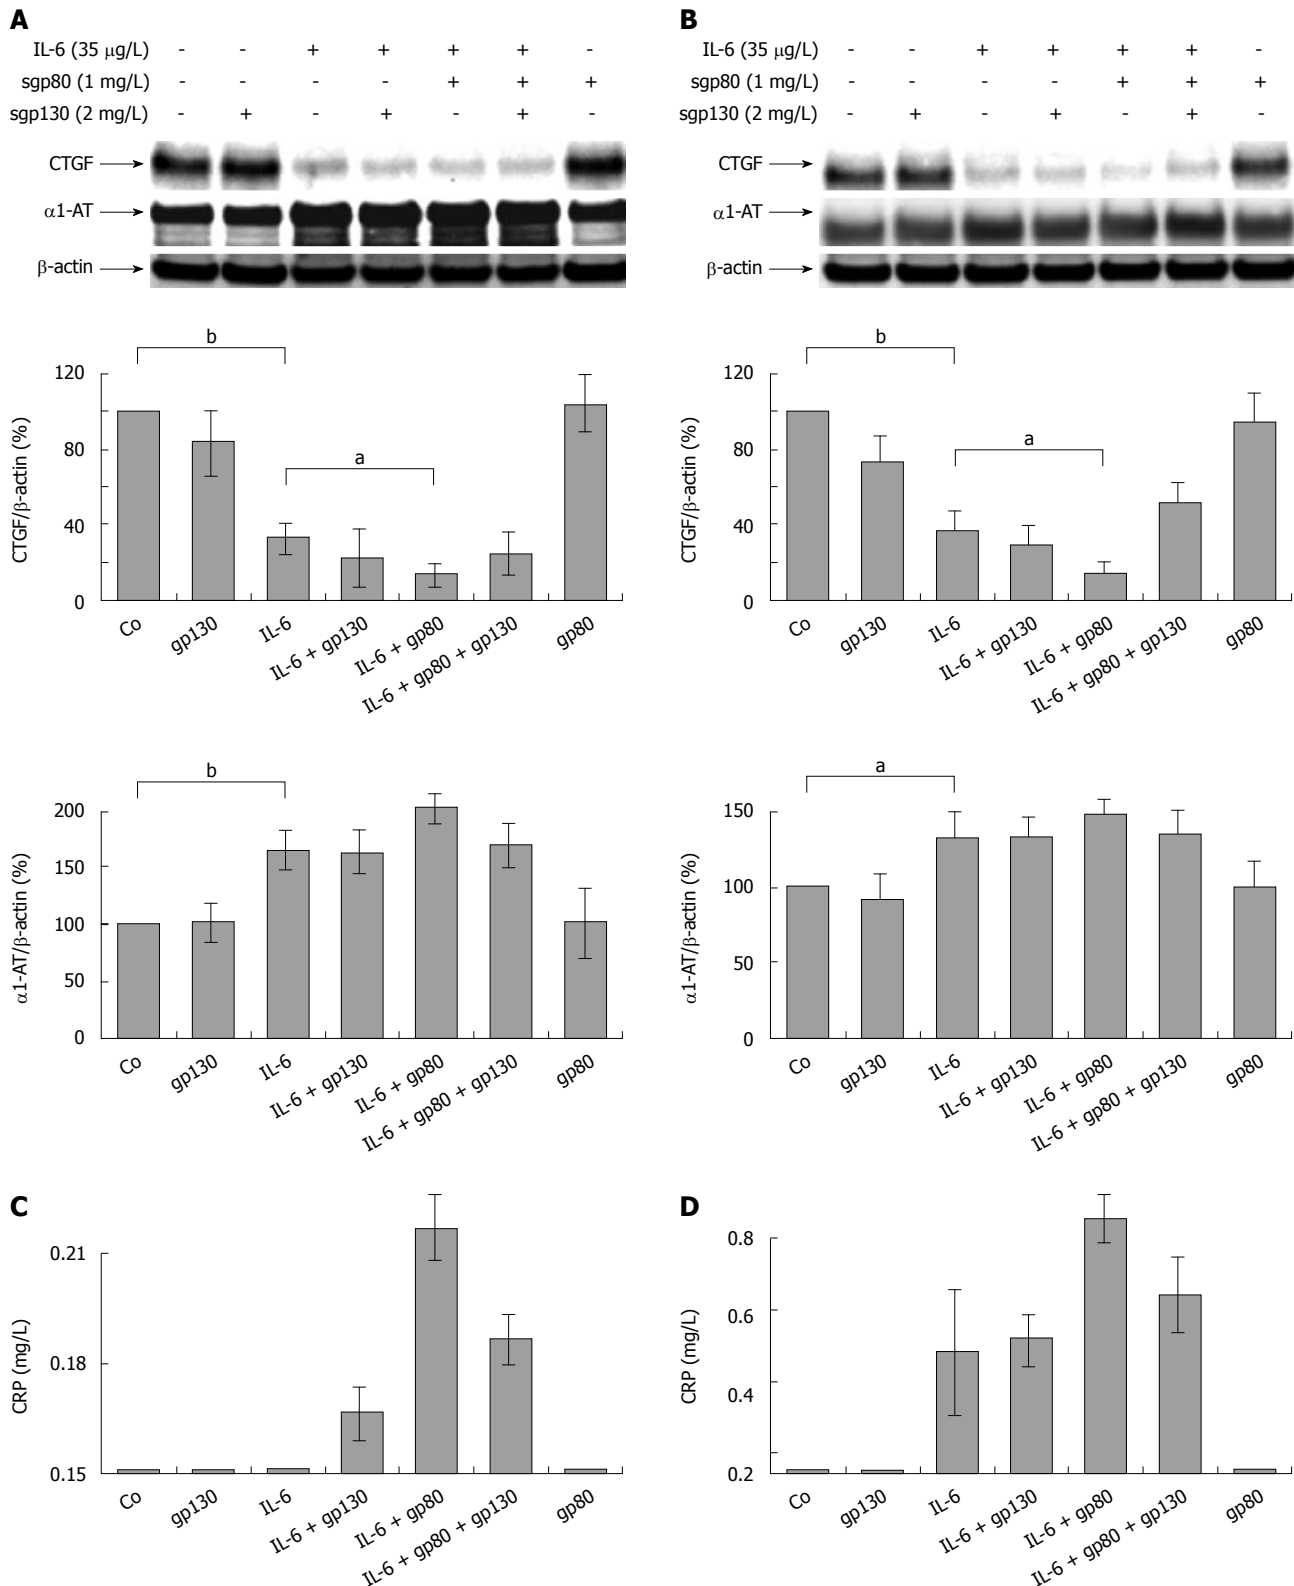 A
IL-6 (35 μg/L) - - + + + + -
sgp80 (1 mg/L) - - - - + + +
sgp130 (2 mg/L) - + - + - + -
CTGF
α1-AT
β-actin
b
a
CTGF/β-actin (%)
120
80
40
0
Co gp130 IL-6 IL-6 + gp130 IL-6 + gp80 IL-6 + gp80 + gp130 gp80
b
α1-AT/β-actin (%)
200
150
100
50
0
Co gp130 IL-6 IL-6 + gp130 IL-6 + gp80 IL-6 + gp80 + gp130 gp80
B
IL-6 (35 μg/L) - - + + + + -
sgp80 (1 mg/L) - - - - + + +
sgp130 (2 mg/L) - + - + - + -
CTGF
α1-AT
β-actin
b
a
CTGF/β-actin (%)
120
80
40
0
Co gp130 IL-6 IL-6 + gp130 IL-6 + gp80 IL-6 + gp80 + gp130 gp80
a
α1-AT/β-actin (%)
150
100
50
0
Co gp130 IL-6 IL-6 + gp130 IL-6 + gp80 IL-6 + gp80 + gp130 gp80
C
CRP (mg/L)
0.21
0.18
0.15
Co gp130 IL-6 IL-6 + gp130 IL-6 + gp80 IL-6 + gp80 + gp130 gp80
D
CRP (mg/L)
0.8
0.6
0.4
0.2
Co gp130 IL-6 IL-6 + gp130 IL-6 + gp80 IL-6 + gp80 + gp130 gp80